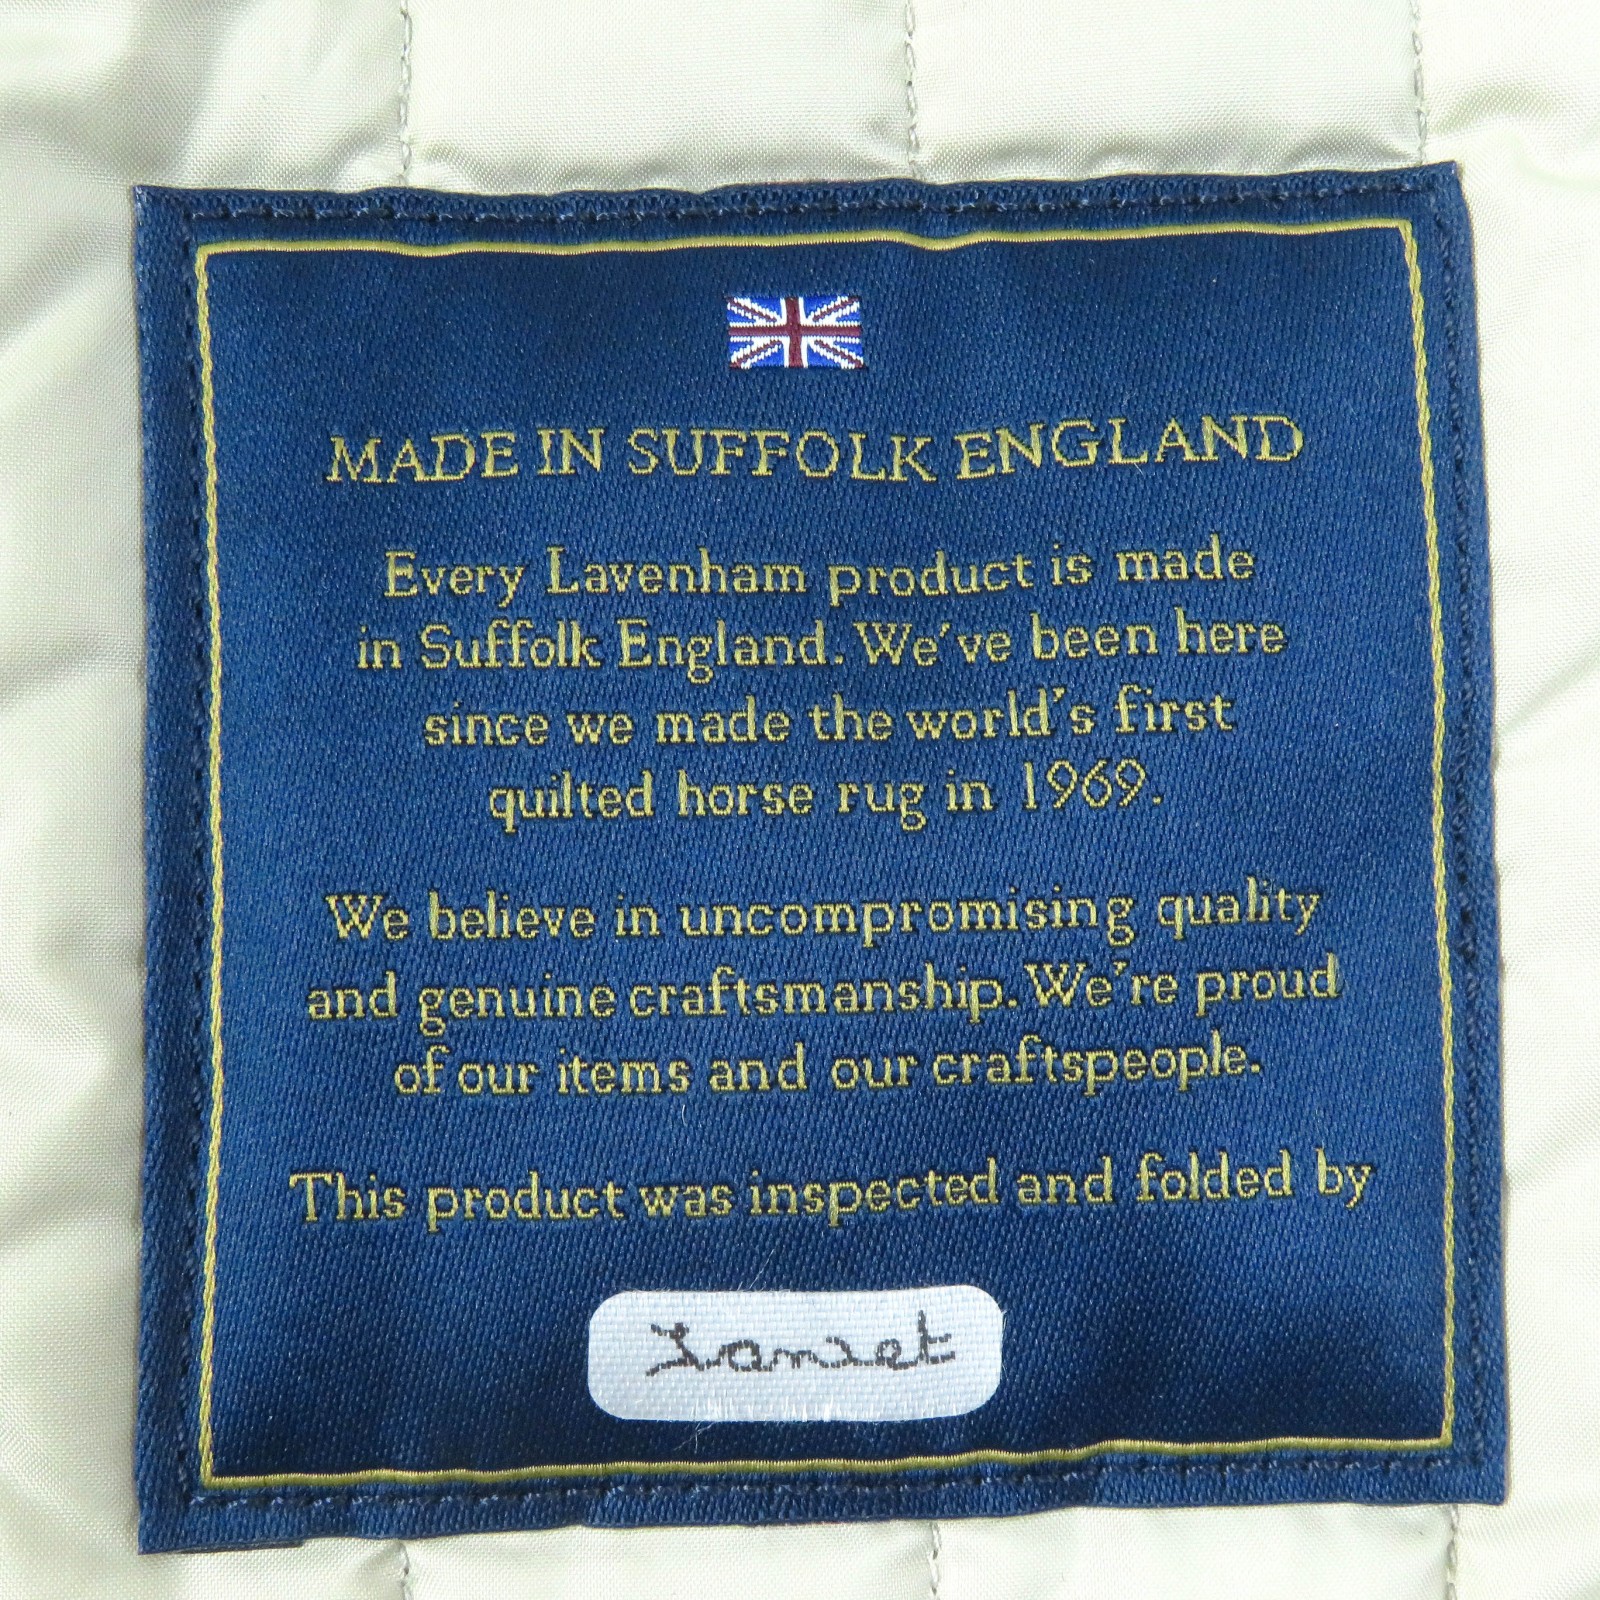 MADE IN SUFFOLK ENGLAND
Every Lavenham product is made
in Suffolk England. We've been here
since we made the world's first
quilted horse rug in 1969.
We believe in uncompromising quality
and genuine craftsmanship. We're proud
of our items and our craftspeople.
This product was inspected and folded by